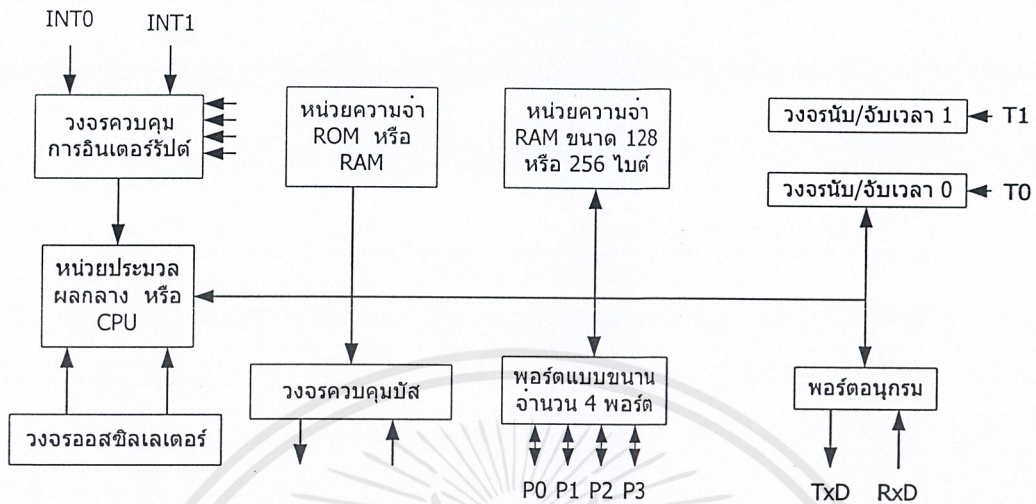 INT0
INT1
วงจรควบคุม
การอินเตอร์รัปต์
หน่วยความจำ
ROM หรือ
RAM
หน่วยความจำ
RAM ขนาด 128
หรือ 256 ไบต์
วงจรนับ/จับเวลา 1
T1
วงจรนับ/จับเวลา 0
T0
หน่วยประมวล
ผลกลาง หรือ
CPU
วงจรออสซิลเลเตอร์
วงจรควบคุมบัส
พอร์ตแบบขนาน
จำนวน 4 พอร์ต
P0 P1 P2 P3
พอร์ตอนุกรม
TxD
RxD